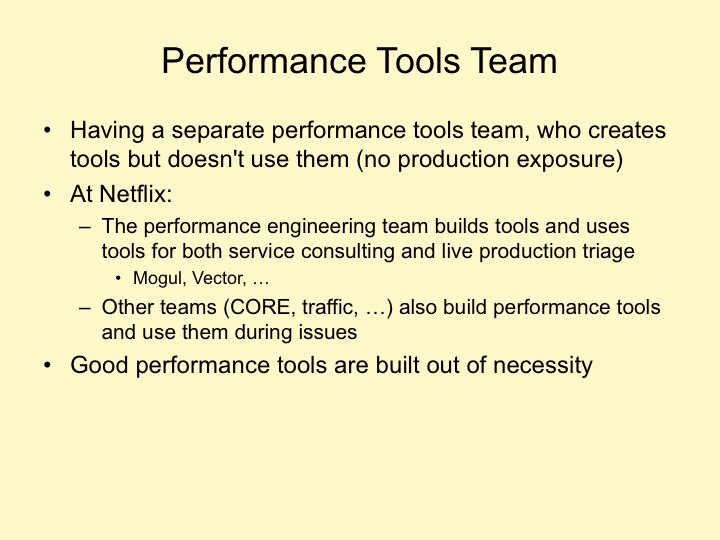 Performance Tools Team
• Having a separate performance tools team, who creates
tools but doesn't use them (no production exposure)
• At Netflix:
– The performance engineering team builds tools and uses
tools for both service consulting and live production triage
• Mogul, Vector, …
– Other teams (CORE, traffic, …) also build performance tools
and use them during issues
• Good performance tools are built out of necessity